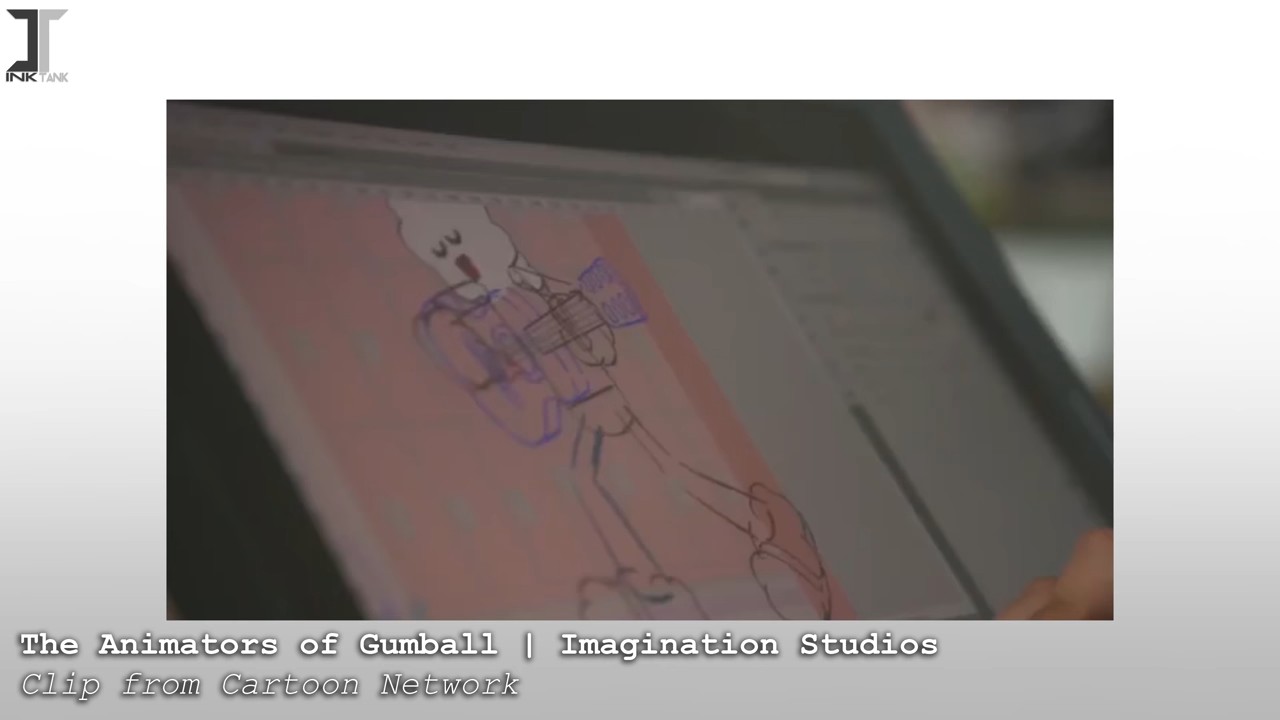 INK TANK
The Animators of Gumball | Imagination Studios
Clip from Cartoon Network